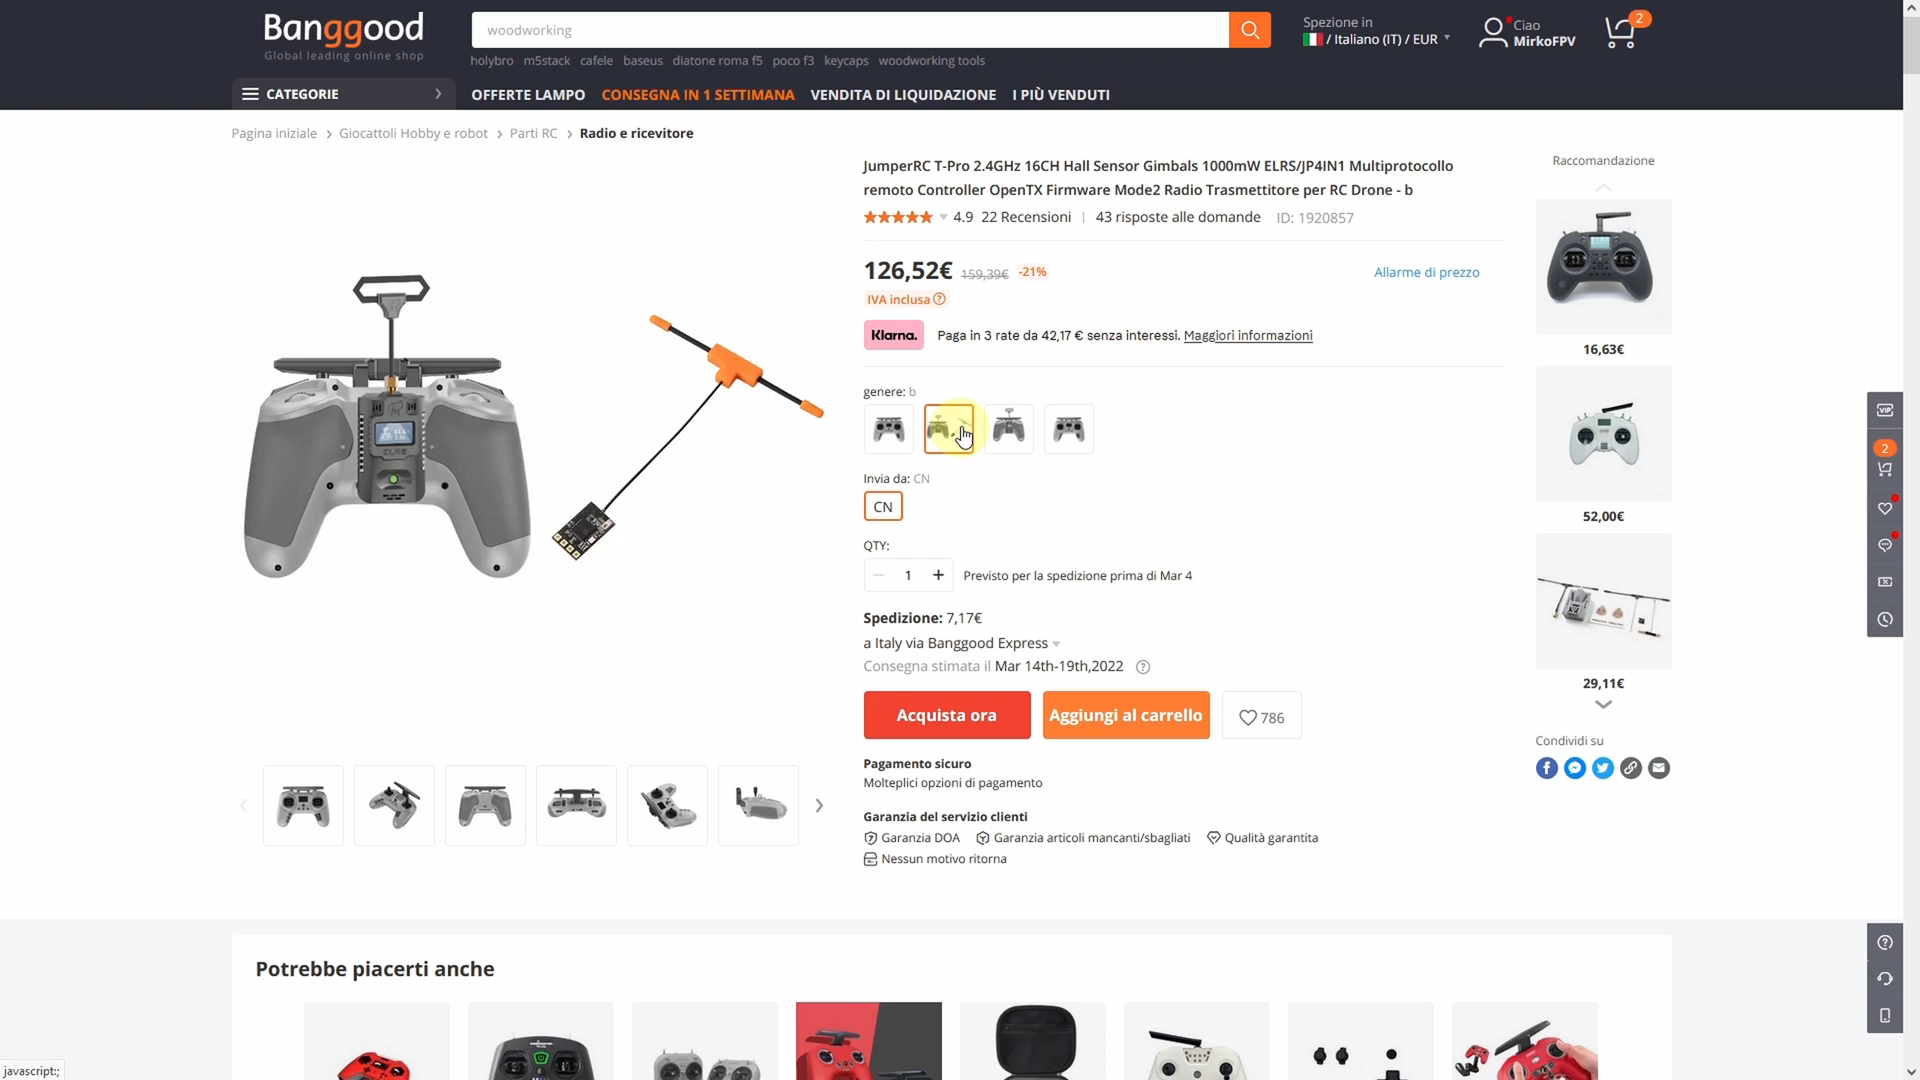 Banggood
Global leading online shop
woodworking
Spezione in
/ Italiano (IT) / EUR
Ciao
MirkoFPV
2
holybro m5stack cafele baseus diatone roma f5 poco f3 keycaps woodworking tools
CATEGORIE
OFFERTE LAMPO CONSEGNA IN 1 SETTIMANA VENDITA DI LIQUIDAZIONE I PIÙ VENDUTI
Pagina iniziale › Giocattoli Hobby e robot › Parti RC › Radio e ricevitore
JumperRC T-Pro 2.4GHz 16CH Hall Sensor Gimbals 1000mW ELRS/JP4IN1 Multiprotocollo
remoto Controller OpenTX Firmware Mode2 Radio Trasmettitore per RC Drone - b
4.9 22 Recensioni | 43 risposte alle domande ID: 1920857
126,52€ 159,39€ -21%
Allarme di prezzo
IVA inclusa
Klarna. Paga in 3 rate da 42,17 € senza interessi. Maggiori informazioni
genere: b
Invia da: CN
CN
QTY:
1
Previsto per la spedizione prima di Mar 4
Spedizione: 7,17€
a Italy via Banggood Express
Consegna stimata il Mar 14th-19th,2022
Acquista ora
Aggiungi al carrello
786
Pagamento sicuro
Molteplici opzioni di pagamento
Garanzia del servizio clienti
Garanzia DOA Garanzia articoli mancanti/sbagliati Qualità garantita
Nessun motivo ritorna
ELRS
Raccomandazione
16,63€
52,00€
29,11€
Condividi su
VIP
2
Potrebbe piacerti anche
javascript:;